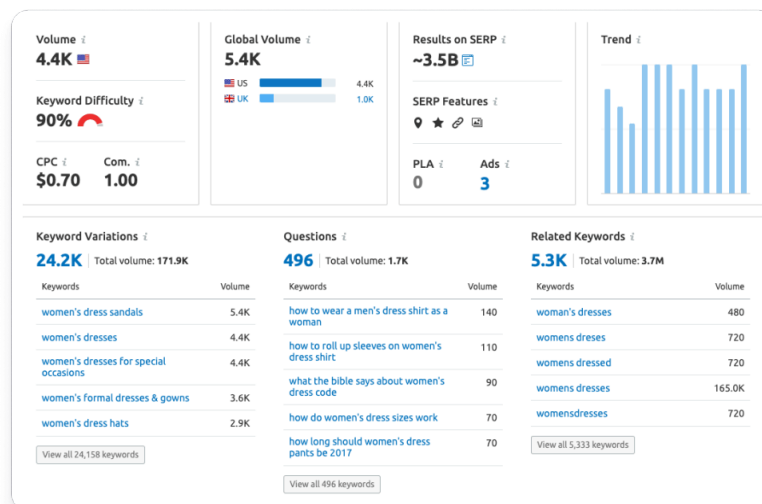 Volume i
4.4K
Keyword Difficulty i
90%
CPC i Com. i
$0.70 1.00
Global Volume i
5.4K
US 4.4K
UK 1.0K
Results on SERP i
~3.5B
SERP Features i
PLA i Ads i
0 3
Trend i
Keyword Variations i
24.2K Total volume: 171.9K
Keywords Volume
women's dress sandals 5.4K
women's dresses 4.4K
women's dresses for special
occasions 4.4K
women's formal dresses & gowns 3.6K
women's dress hats 2.9K
View all 24,158 keywords
Questions i
496 Total volume: 1.7K
Keywords Volume
how to wear a men's dress shirt as a
woman 140
how to roll up sleeves on women's
dress shirt 110
what the bible says about women's
dress code 90
how do women's dress sizes work 70
how long should women's dress
pants be 2017 70
View all 496 keywords
Related Keywords i
5.3K Total volume: 3.7M
Keywords Volume
woman's dresses 480
womens dreses 720
womens dressed 720
womens dresses 165.0K
womensdresses 720
View all 5,333 keywords